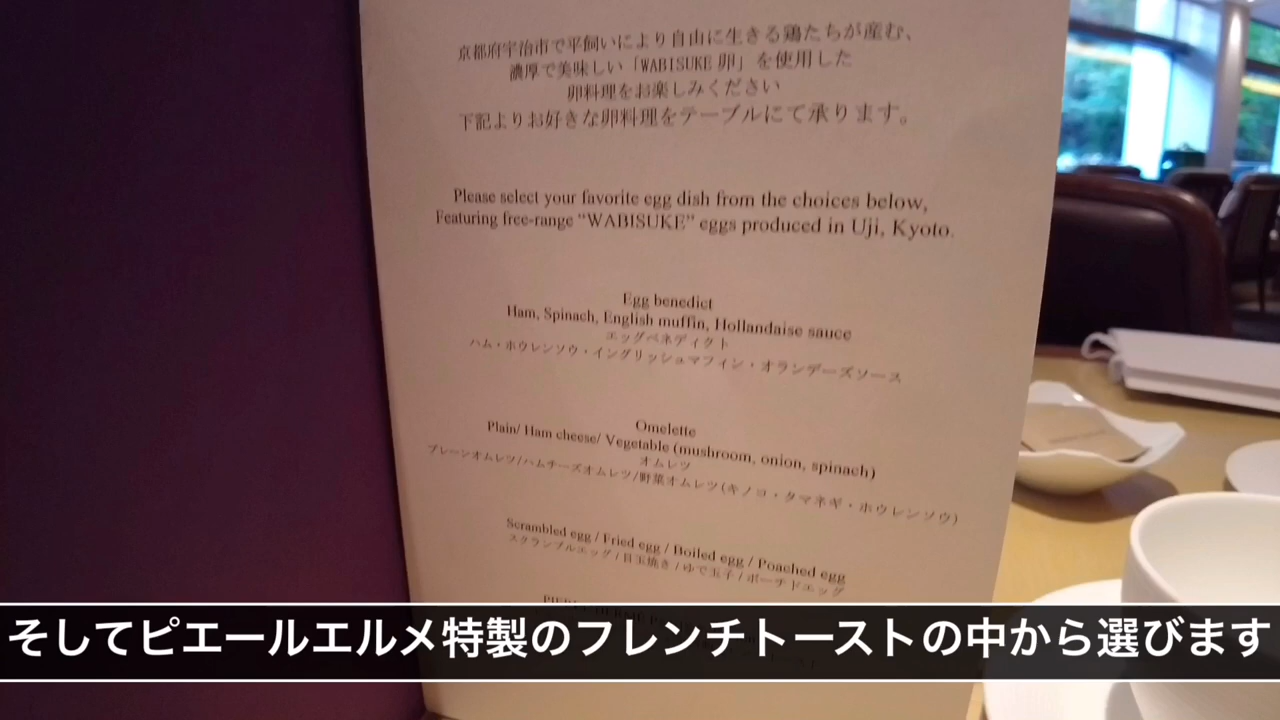 京都府宇治市で平飼いにより自由に生きる鶏たちが産む、
濃厚で美味しい「WABISUKE 卵」を使用した
卵料理をお楽しみください
下記よりお好きな卵料理をテーブルにて承ります。
Please select your favorite egg dish from the choices below,
Featuring free-range “WABISUKE” eggs produced in Uji, Kyoto.
Egg benedict
Ham, Spinach, English muffin, Hollandaise sauce
エッグベネディクト
ハム・ホウレンソウ・イングリッシュマフィン・オランデーズソース
Omelette
Plain/ Ham cheese/ Vegetable (mushroom, onion, spinach)
オムレツ
プレーンオムレツ/ハムチーズオムレツ/野菜オムレツ(キノコ・タマネギ・ホウレンソウ)
Scrambled egg / Fried egg / Boiled egg / Poached egg
スクランブルエッグ / 目玉焼き / ゆで玉子 / ポーチドエッグ
そしてピエールエルメ特製のフレンチトーストの中から選びます